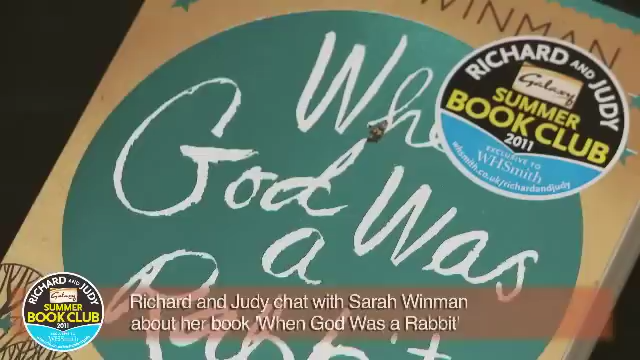 WINMAN
When
God Was
a
Rabbit
RICHARD AND JUDY
Galaxy
SUMMER
BOOK CLUB
2011
EXCLUSIVE TO
WHSmith
whsmith.co.uk/richardandjudy
RICHARD AND JUDY
Galaxy
SUMMER
BOOK CLUB
2011
WHSmith
Richard and Judy chat with Sarah Winman
about her book 'When God Was a Rabbit'